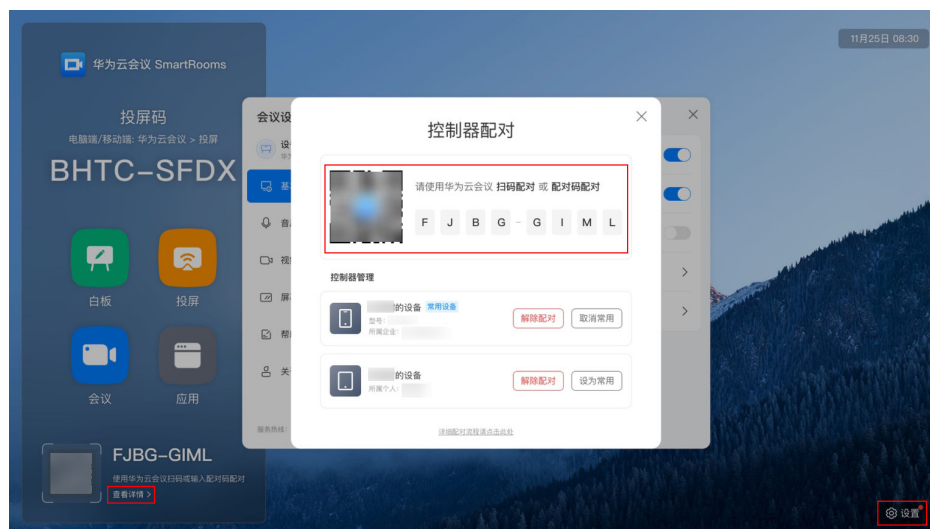 11月25日 08:30
华为云会议 SmartRooms
投屏码
电脑端/移动端: 华为云会议 > 投屏
BHTC-SFDX
白板
投屏
会议
应用
FJBG-GIML
使用华为云会议扫码或输入配对码配对
查看详情 >
会议设
设
基
音
视
屏
帮
关
服务热线:
控制器配对
请使用华为云会议 扫码配对 或 配对码配对
F J B G - G I M L
控制器管理
的设备 常用设备
型号:
所属企业:
解除配对
取消常用
的设备
所属个人:
解除配对
设为常用
详细配对流程请点击此处
设置